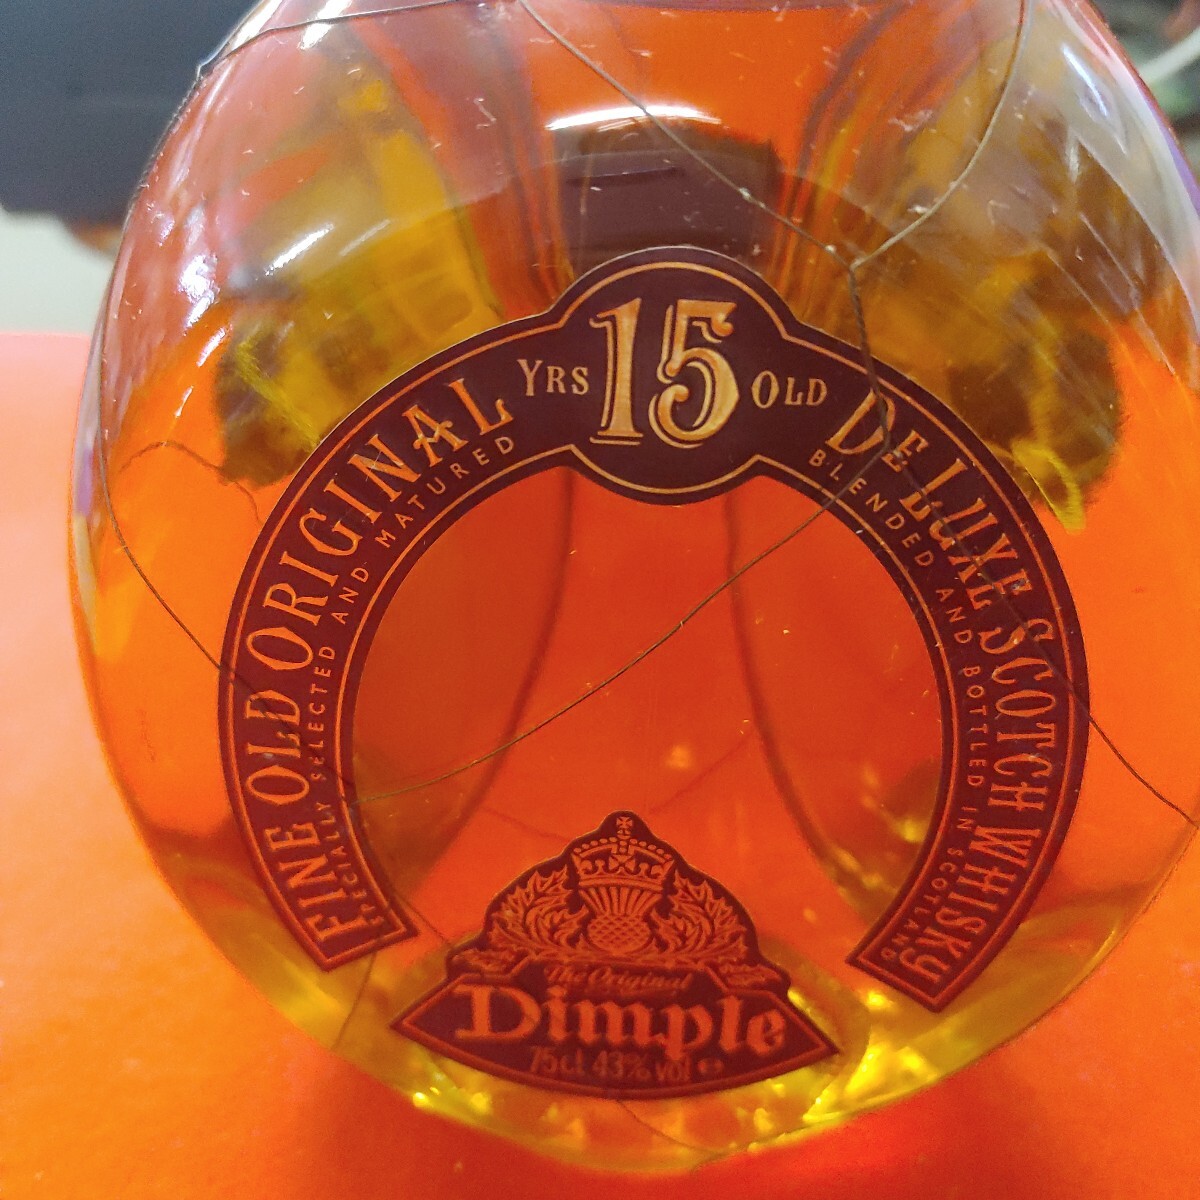 YRS 15 OLD
FINE OLD ORIGINAL
DE LUXE SCOTCH WHISKY
SPECIALLY SELECTED AND MATURED
BLENDED AND BOTTLED IN SCOTLAND
The Original
Dimple
75cl 43% vol e